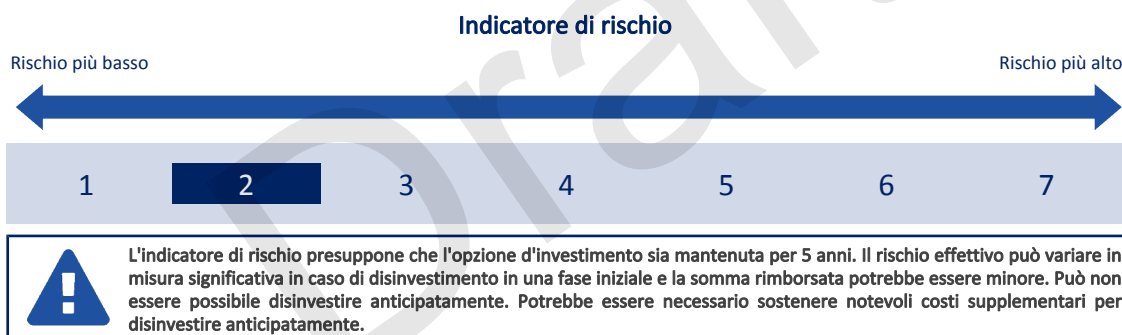 Indicatore di rischio
Rischio più basso
Rischio più alto
1 2 3 4 5 6 7
L'indicatore di rischio presuppone che l'opzione d'investimento sia mantenuta per 5 anni. Il rischio effettivo può variare in
misura significativa in caso di disinvestimento in una fase iniziale e la somma rimborsata potrebbe essere minore. Può non
essere possibile disinvestire anticipatamente. Potrebbe essere necessario sostenere notevoli costi supplementari per
disinvestire anticipatamente.